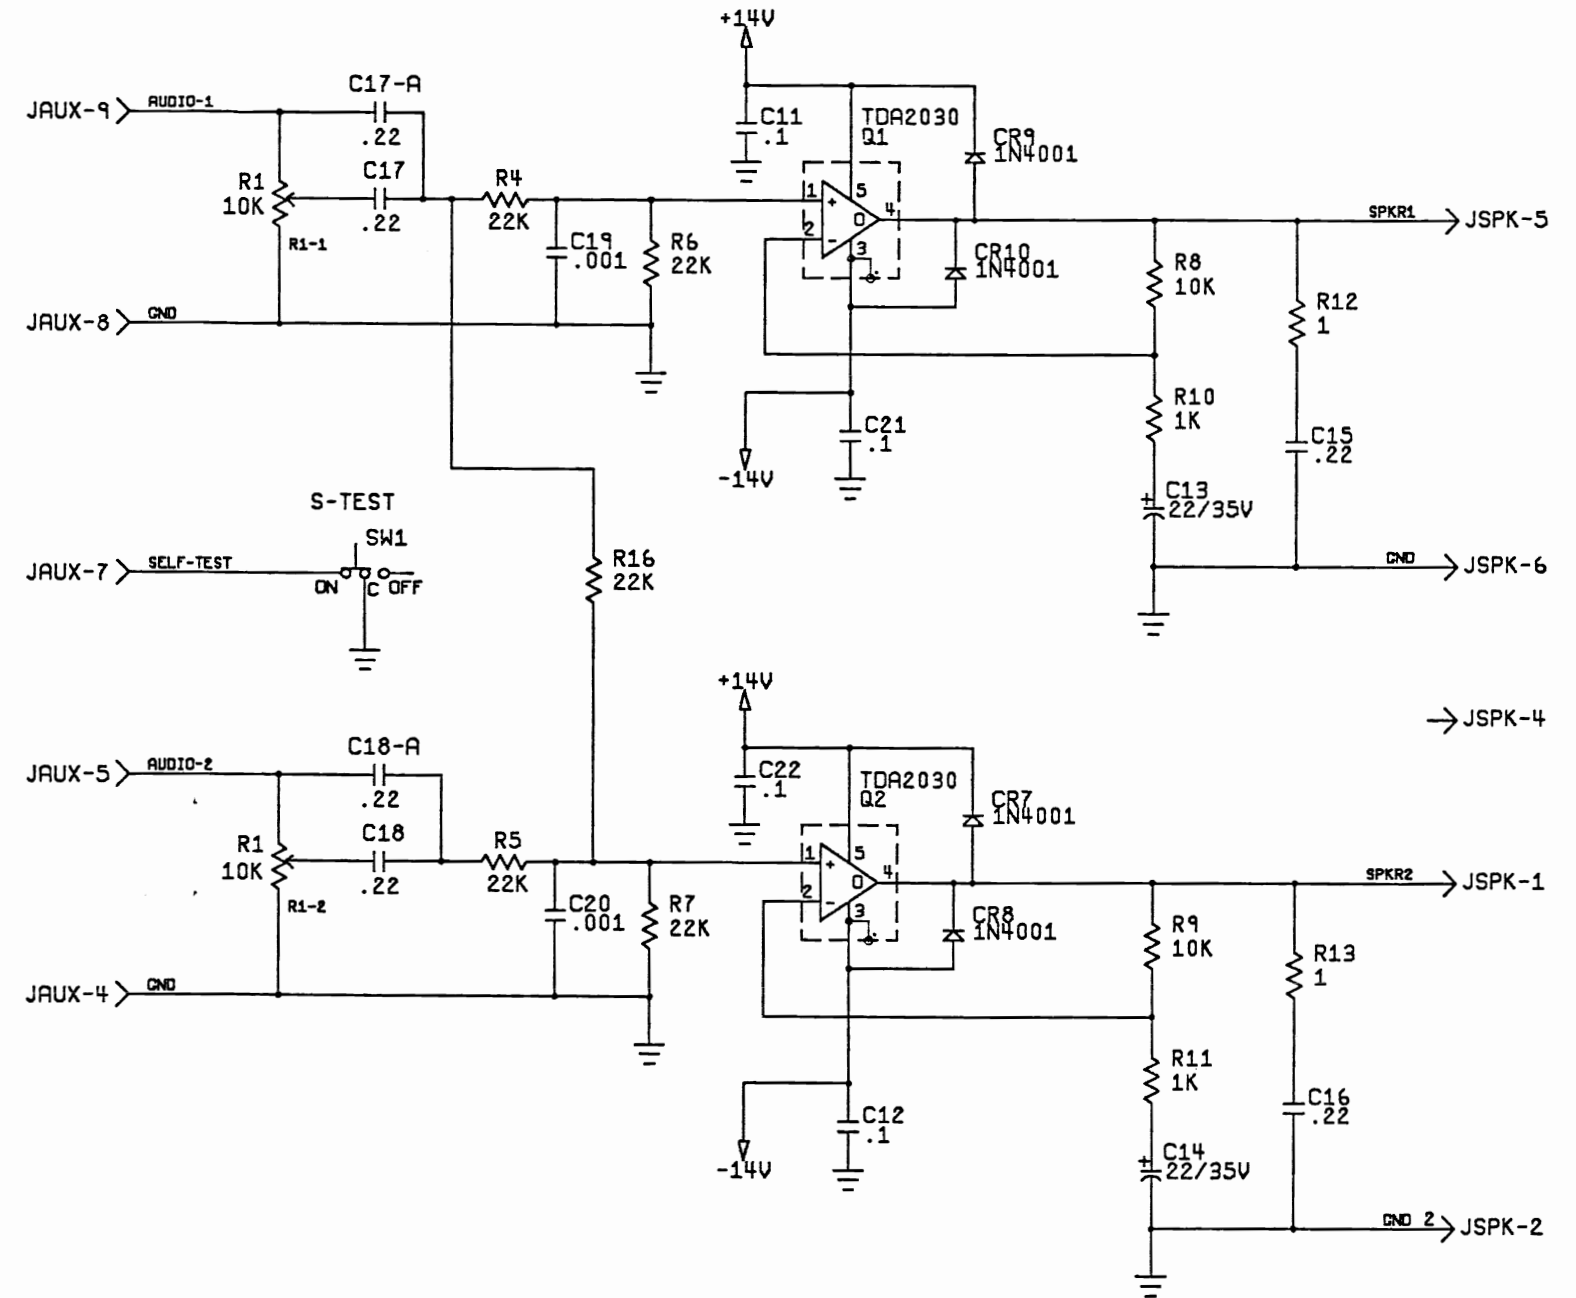 +14V
C17-A
JAUX-9
AUDIO-1
.22
C11
.1
TDA2030
Q1
CR9
1N4001
R1
10K
C17
.22
R1-1
R4
22K
1
+
5
4
O
2
-
3
SPKR1
JSPK-5
C19
.001
R6
22K
CR10
1N4001
R8
10K
R12
1
JAUX-8
GND
R10
1K
C21
.1
C15
.22
-14V
C13
+
22/35V
S-TEST
SW1
JAUX-7
SELF-TEST
ON
C
OFF
R16
22K
GND
JSPK-6
+14V
JSPK-4
C18-A
JAUX-5
AUDIO-2
.22
C22
.1
TDA2030
Q2
CR7
1N4001
R1
10K
C18
.22
R1-2
R5
22K
1
+
5
4
O
2
-
3
SPKR2
JSPK-1
C20
.001
R7
22K
CR8
1N4001
R9
10K
R13
1
JAUX-4
GND
R11
1K
C12
.1
C16
.22
-14V
C14
+
22/35V
GND 2
JSPK-2